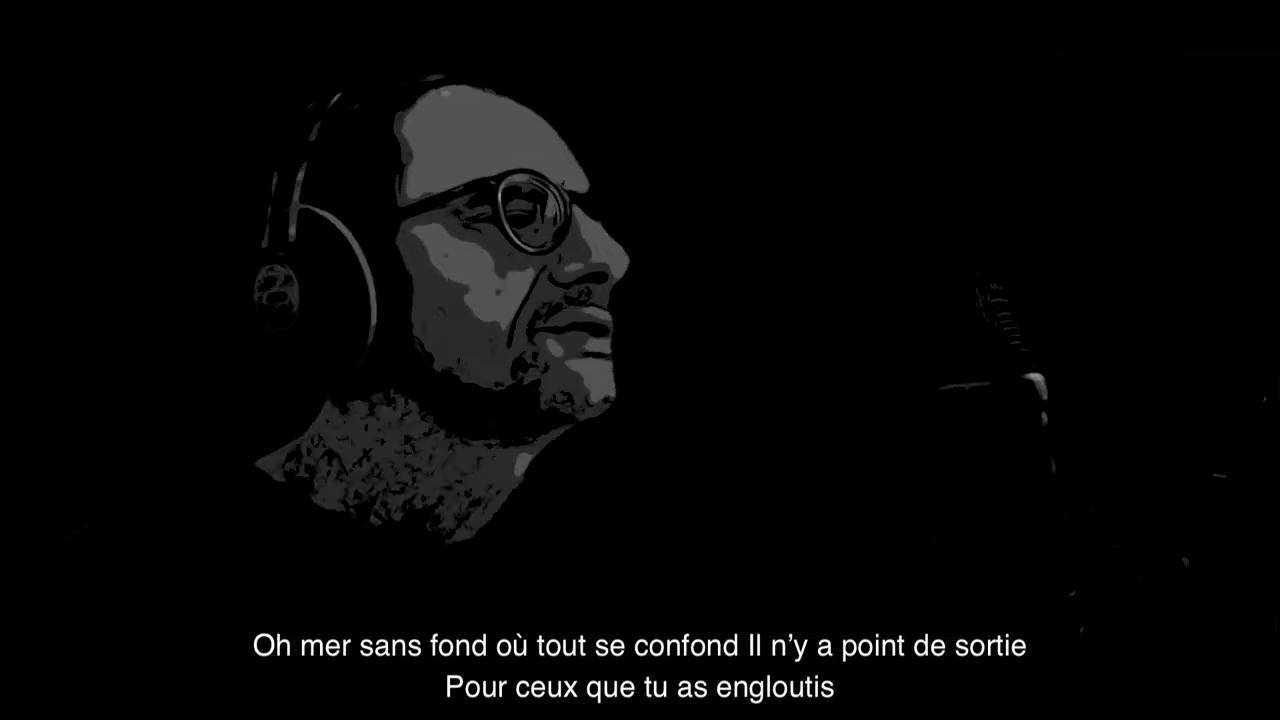 Oh mer sans fond où tout se confond Il n’y a point de sortie
Pour ceux que tu as engloutis